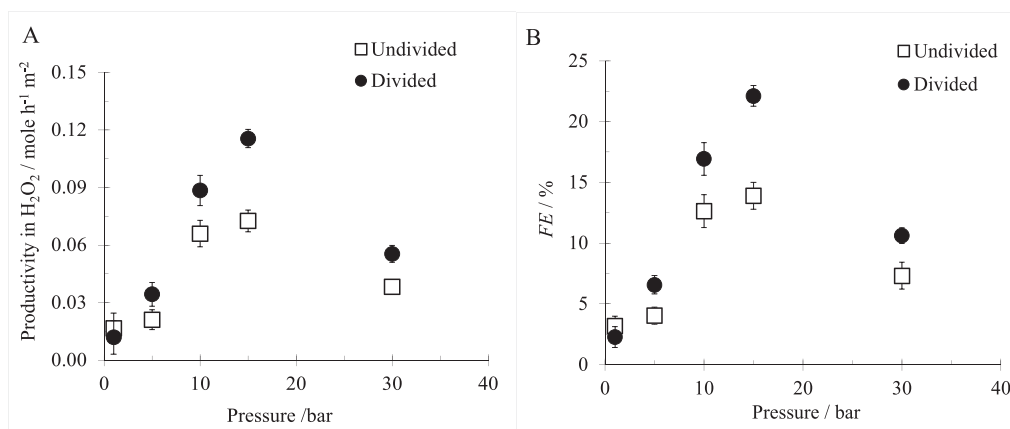 A
Undivided
Divided
Productivity in H₂O₂ / mole h⁻¹ m⁻²
0.15
0.12
0.09
0.06
0.03
0.00
0 10 20 30 40
Pressure /bar
B
Undivided
Divided
FE / %
25
20
15
10
5
0
0 10 20 30 40
Pressure / bar